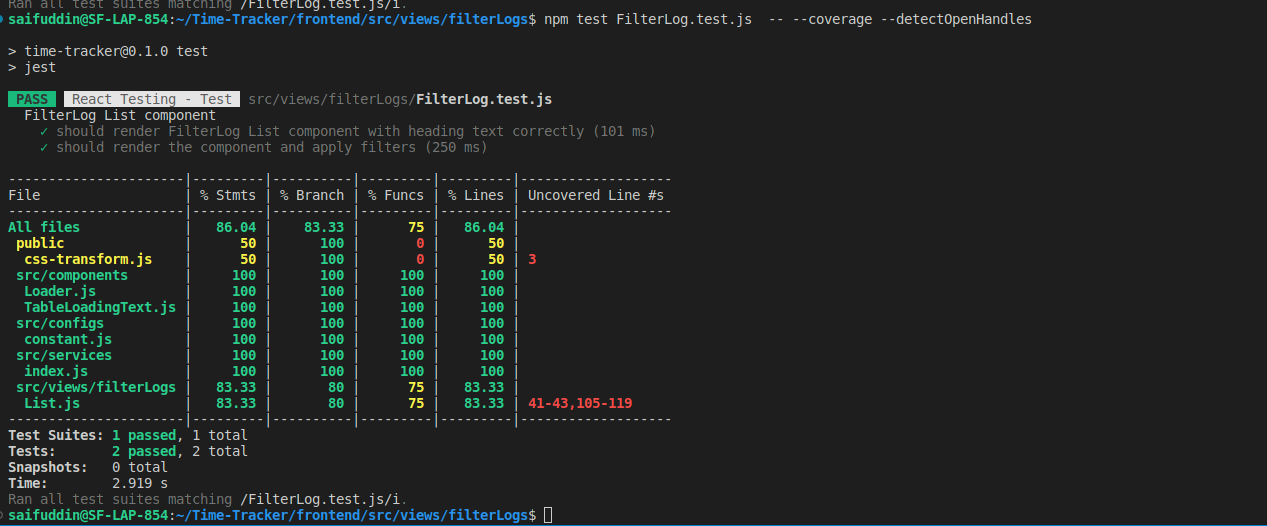 Ran all test suites matching /FilterLog.test.js/i.
saifuddin@SF-LAP-854:~/Time-Tracker/frontend/src/views/filterLogs$ npm test FilterLog.test.js  -- --coverage --detectOpenHandles
> time-tracker@0.1.0 test
> jest
PASS  React Testing - Test  src/views/filterLogs/FilterLog.test.js
  FilterLog List component
    ✓ should render FilterLog List component with heading text correctly (101 ms)
    ✓ should render the component and apply filters (250 ms)
----------------------|---------|----------|---------|---------|-------------------
File                  | % Stmts | % Branch | % Funcs | % Lines | Uncovered Line #s
----------------------|---------|----------|---------|---------|-------------------
All files             |   86.04 |    83.33 |      75 |   86.04 |
 public               |      50 |      100 |       0 |      50 |
  css-transform.js    |      50 |      100 |       0 |      50 | 3
 src/components       |     100 |      100 |     100 |     100 |
  Loader.js           |     100 |      100 |     100 |     100 |
  TableLoadingText.js |     100 |      100 |     100 |     100 |
 src/configs          |     100 |      100 |     100 |     100 |
  constant.js         |     100 |      100 |     100 |     100 |
 src/services         |     100 |      100 |     100 |     100 |
  index.js            |     100 |      100 |     100 |     100 |
 src/views/filterLogs |   83.33 |       80 |      75 |   83.33 |
  List.js             |   83.33 |       80 |      75 |   83.33 | 41-43,105-119
----------------------|---------|----------|---------|---------|-------------------
Test Suites: 1 passed, 1 total
Tests:       2 passed, 2 total
Snapshots:   0 total
Time:        2.919 s
Ran all test suites matching /FilterLog.test.js/i.
saifuddin@SF-LAP-854:~/Time-Tracker/frontend/src/views/filterLogs$